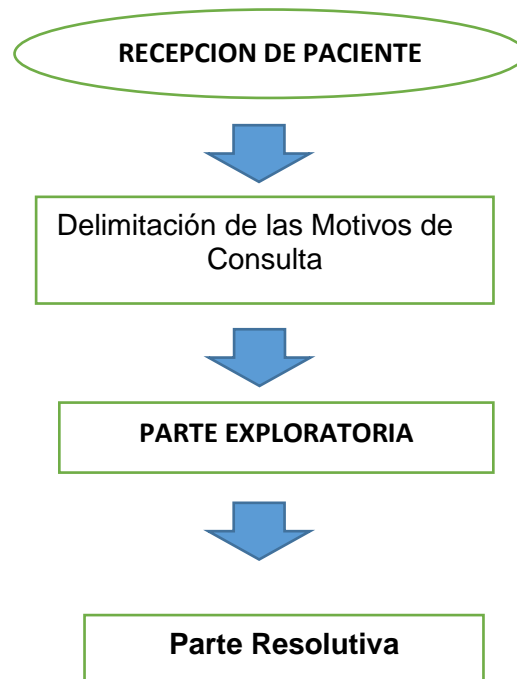 RECEPCION DE PACIENTE
Delimitación de las Motivos de
Consulta
PARTE EXPLORATORIA
Parte Resolutiva